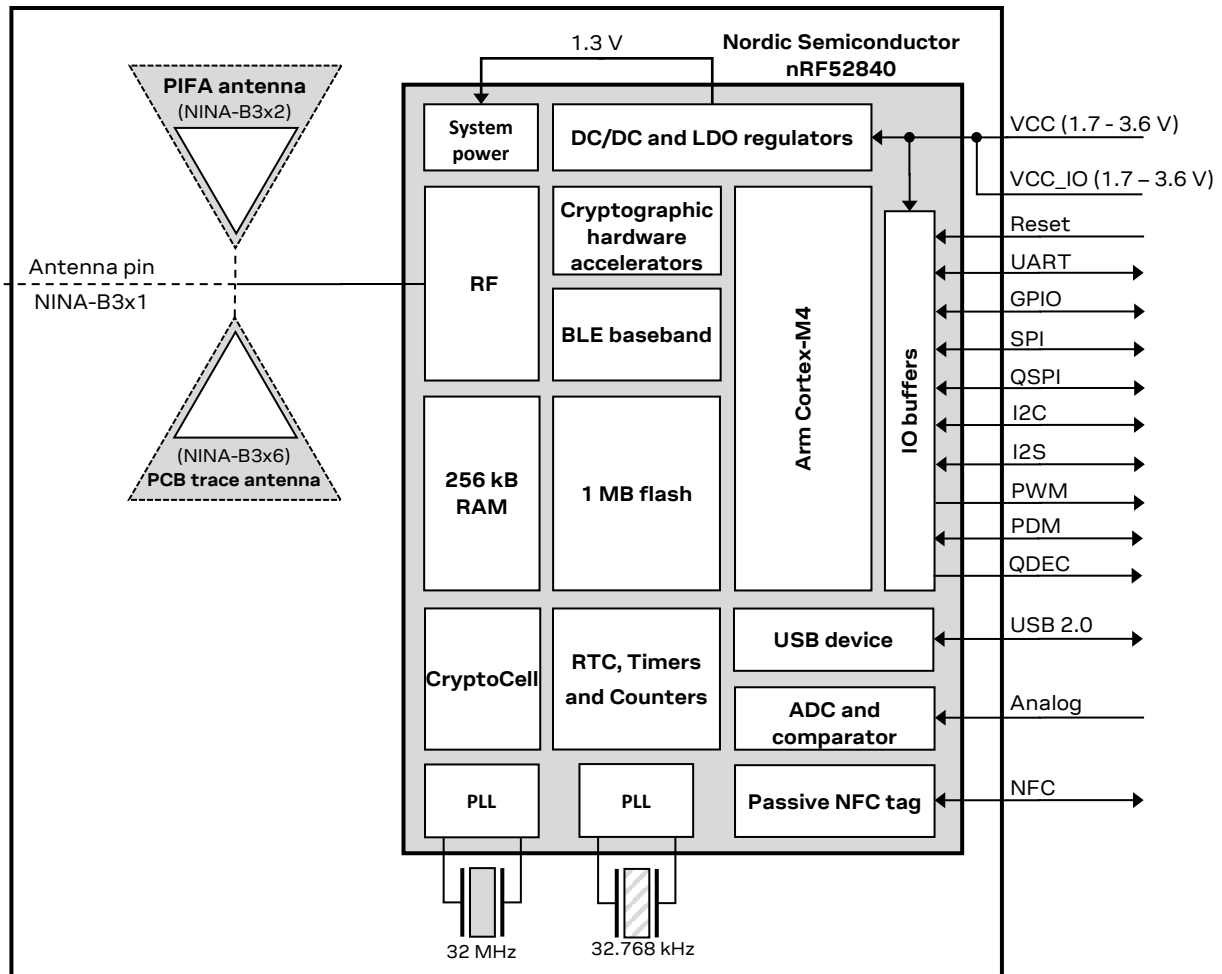 1.3 V
Nordic Semiconductor
nRF52840
PIFA antenna
(NINA-B3x2)
System
power
DC/DC and LDO regulators
VCC (1.7 - 3.6 V)
VCC_IO (1.7 – 3.6 V)
Cryptographic
hardware
accelerators
Reset
Antenna pin
NINA-B3x1
RF
UART
GPIO
BLE baseband
Arm Cortex-M4
IO buffers
SPI
QSPI
I2C
(NINA-B3x6)
PCB trace antenna
256 kB
RAM
1 MB flash
I2S
PWM
PDM
QDEC
USB device
USB 2.0
CryptoCell
RTC, Timers
and Counters
ADC and
comparator
Analog
PLL
PLL
Passive NFC tag
NFC
32 MHz
32.768 kHz